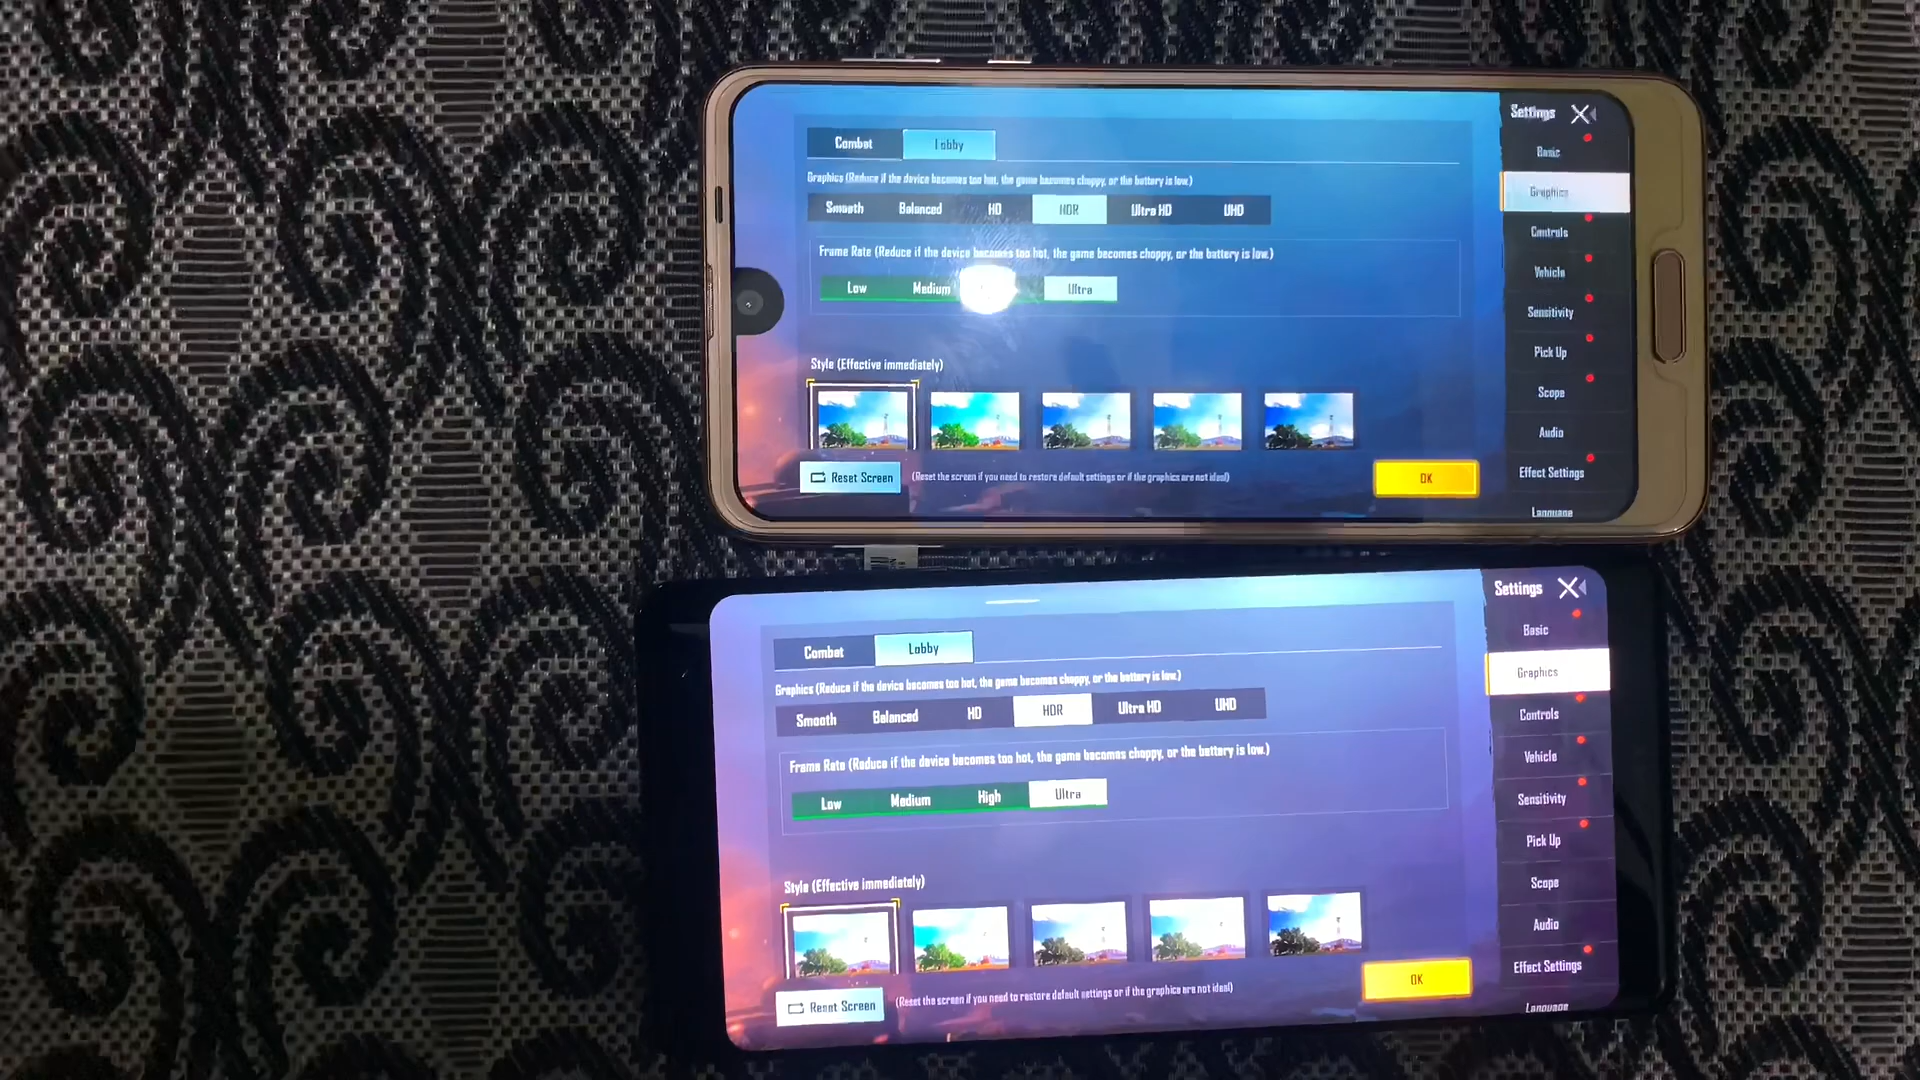 Settings
Combat Lobby
Basic
Graphics (Reduce if the device becomes too hot, the game becomes choppy, or the battery is low.)
Graphics
Smooth Balanced HD HDR Ultra HD UHD
Controls
Frame Rate (Reduce if the device becomes too hot, the game becomes choppy, or the battery is low.)
Vehicle
Low Medium Ultra
Sensitivity
Pick Up
Style (Effective immediately)
Scope
Audio
Reset Screen (Reset the screen if you need to restore default settings or if the graphics are not ideal) OK
Effect Settings
Language
Settings
Basic
Combat Lobby
Graphics
Graphics (Reduce if the device becomes too hot, the game becomes choppy, or the battery is low.)
Smooth Balanced HD HDR Ultra HD UHD
Controls
Frame Rate (Reduce if the device becomes too hot, the game becomes choppy, or the battery is low.)
Vehicle
Low Medium High Ultra
Sensitivity
Pick Up
Style (Effective immediately)
Scope
Audio
Effect Settings
Reset Screen (Reset the screen if you need to restore default settings or if the graphics are not ideal) OK
Language